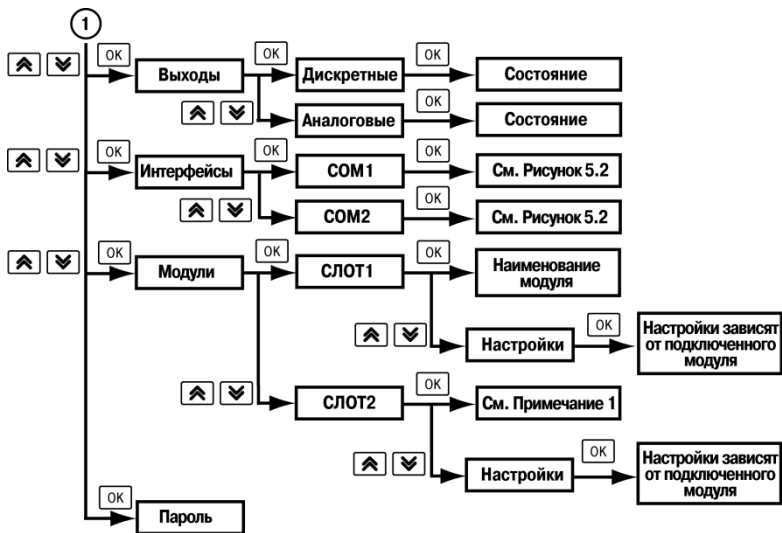 1
OK
Выходы
OK
Дискретные
OK
Состояние
Аналоговые
OK
Состояние
OK
Интерфейсы
OK
COM1
OK
См. Рисунок 5.2
COM2
OK
См. Рисунок 5.2
OK
Модули
OK
СЛОТ1
OK
Наименование
модуля
Настройки
OK
Настройки зависят
от подключенного
модуля
СЛОТ2
OK
См. Примечание 1
Настройки
OK
Настройки зависят
от подключенного
модуля
OK
Пароль